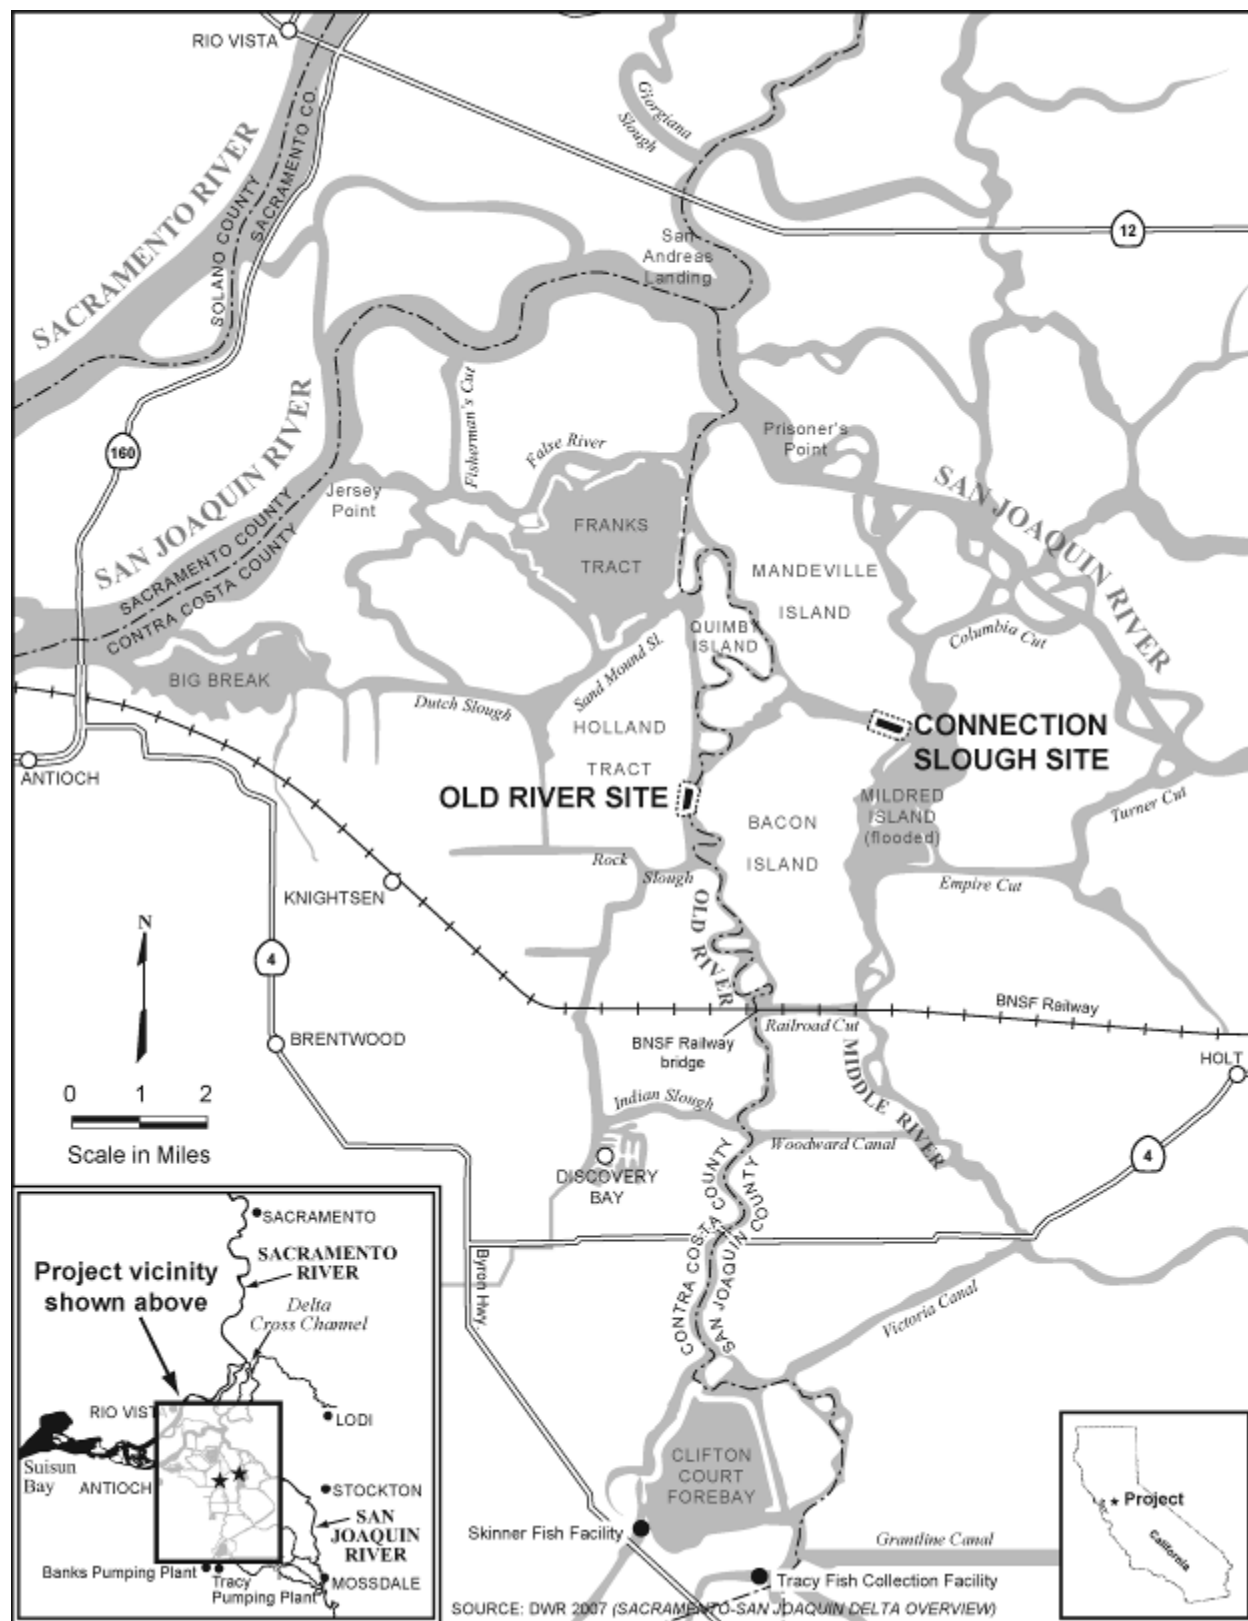 RIO VISTA
Giorgiana
Slough
SACRAMENTO RIVER
SOLANO COUNTY
SACRAMENTO CO.
12
San
Andreas
Landing
160
SAN JOAQUIN RIVER
Fisherman's Cut
False River
Prisoner's
Point
SAN JOAQUIN RIVER
Jersey
Point
FRANKS
TRACT
SACRAMENTO COUNTY
CONTRA COSTA COUNTY
MANDEVILLE
ISLAND
QUIMBY
ISLAND
Columbia Cut
BIG BREAK
Dutch Slough
Sand Mound Sl.
HOLLAND
TRACT
CONNECTION
SLOUGH SITE
ANTIOCH
OLD RIVER SITE
MILDRED
ISLAND
(flooded)
Turner Cut
BACON
ISLAND
Rock
Slough
Empire Cut
KNIGHTSEN
OLD RIVER
N
4
BRENTWOOD
BNSF Railway
Railroad Cut
BNSF Railway
bridge
HOLT
MIDDLE RIVER
0 1 2
Scale in Miles
Indian Slough
Woodward Canal
4
DISCOVERY
BAY
CONTRA COSTA COUNTY
SAN JOAQUIN COUNTY
Byron Hwy.
Victoria Canal
SACRAMENTO
SACRAMENTO
RIVER
Project vicinity
shown above
Delta
Cross Channel
RIO VISTA
LODI
Suisun
Bay
ANTIOCH
STOCKTON
SAN
JOAQUIN
RIVER
Banks Pumping Plant
Tracy
Pumping Plant
MOSSDALE
CLIFTON
COURT
FOREBAY
Skinner Fish Facility
Grantline Canal
Tracy Fish Collection Facility
Project
California
SOURCE: DWR 2007 (SACRAMENTO-SAN JOAQUIN DELTA OVERVIEW)